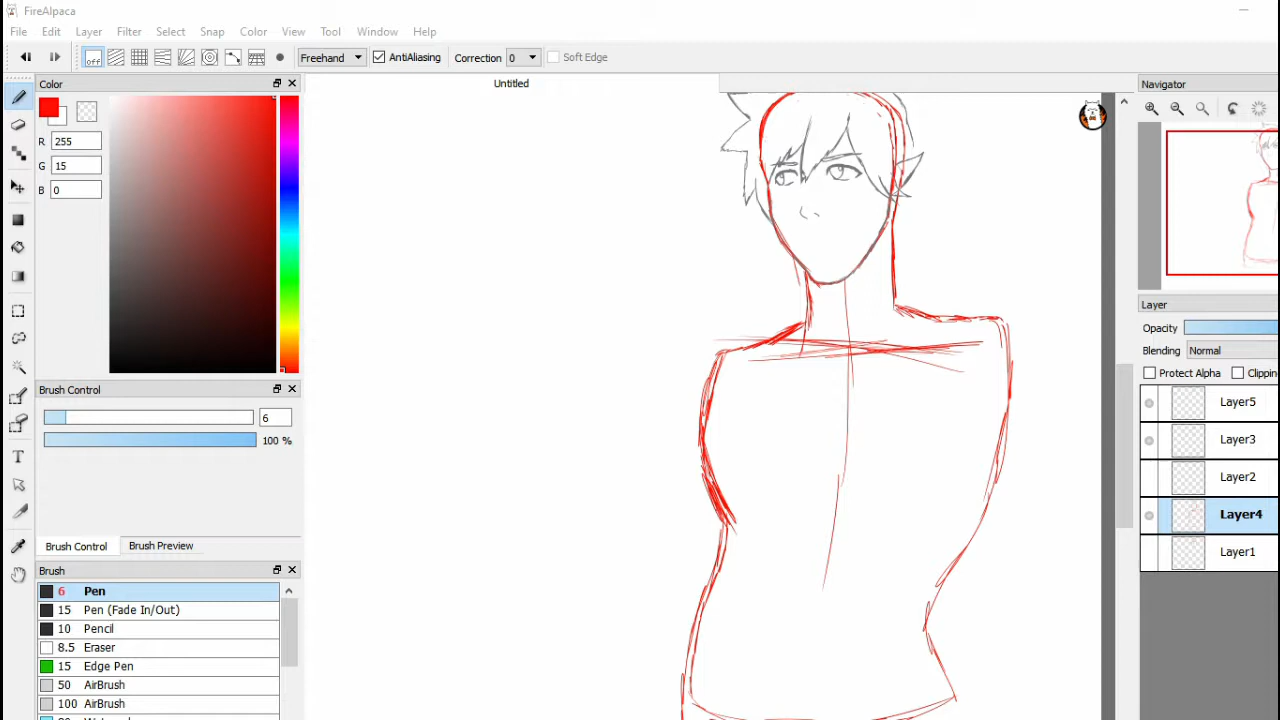 FireAlpaca
File Edit Layer Filter Select Snap Color View Tool Window Help
off Freehand AntiAliasing Correction 0 Soft Edge
Color Untitled Navigator
R 255
G 15
B 0
Layer
Opacity
Blending Normal
Protect Alpha Clippin
Brush Control
6
100 %
Layer5
Layer3
Layer2
Layer4
Layer1
Brush Control Brush Preview
Brush
6 Pen
15 Pen (Fade In/Out)
10 Pencil
8.5 Eraser
15 Edge Pen
50 AirBrush
100 AirBrush